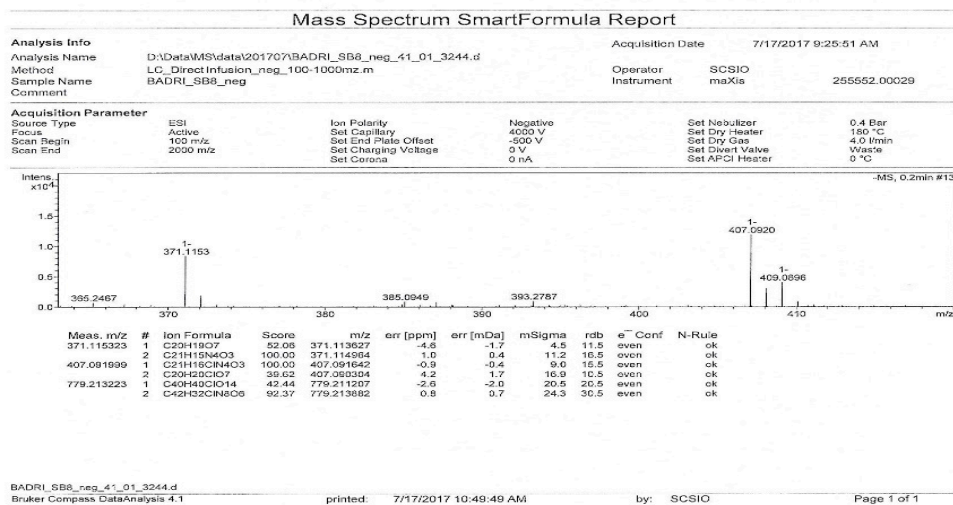 Mass Spectrum SmartFormula Report
Analysis Info
Acquisition Date 7/17/2017 9:25:51 AM
Analysis Name D:\Data\MS\data\201707\BADRI_SB8_neg_41_01_3244.d
Method LC_Direct Infusion_neg_100-1000mz.m
Operator SCSIO
Sample Name BADRI_SB8_neg
Instrument maXis 255552.00029
Comment
Acquisition Parameter
Source Type ESI Ion Polarity Negative Set Nebulizer 0.4 Bar
Focus Active Set Capillary 4000 V Set Dry Heater 180 °C
Scan Begin 100 m/z Set End Plate Offset -500 V Set Dry Gas 4.0 l/min
Scan End 2000 m/z Set Charging Voltage 0 V Set Divert Valve Waste
Set Corona 0 nA Set APCI Heater 0 °C
Intens.
x10⁴
-MS, 0.2min #13
1.5
1.0
0.5
0.0
365.2467
1-
371.1153
385.0949
393.2787
1-
407.0920
1-
409.0896
370 380 390 400 410 m/z
Meas. m/z # Ion Formula Score m/z err [ppm] err [mDa] mSigma rdb e⁻ Conf N-Rule
371.115323 1 C20H19O7 52.06 371.113627 -4.6 -1.7 4.5 11.5 even ok
2 C21H15N4O3 100.00 371.114964 1.0 0.4 11.2 16.5 even ok
407.091999 1 C21H16ClN4O3 100.00 407.091642 -0.9 -0.4 9.0 15.5 even ok
2 C20H20ClO7 39.62 407.090304 4.2 1.7 16.9 10.5 even ok
779.213223 1 C40H40ClO14 42.44 779.211207 -2.6 -2.0 20.5 20.5 even ok
2 C42H32ClN8O6 92.37 779.213882 0.8 0.7 24.3 30.5 even ok
BADRI_SB8_neg_41_01_3244.d
Bruker Compass DataAnalysis 4.1 printed: 7/17/2017 10:49:49 AM by: SCSIO Page 1 of 1